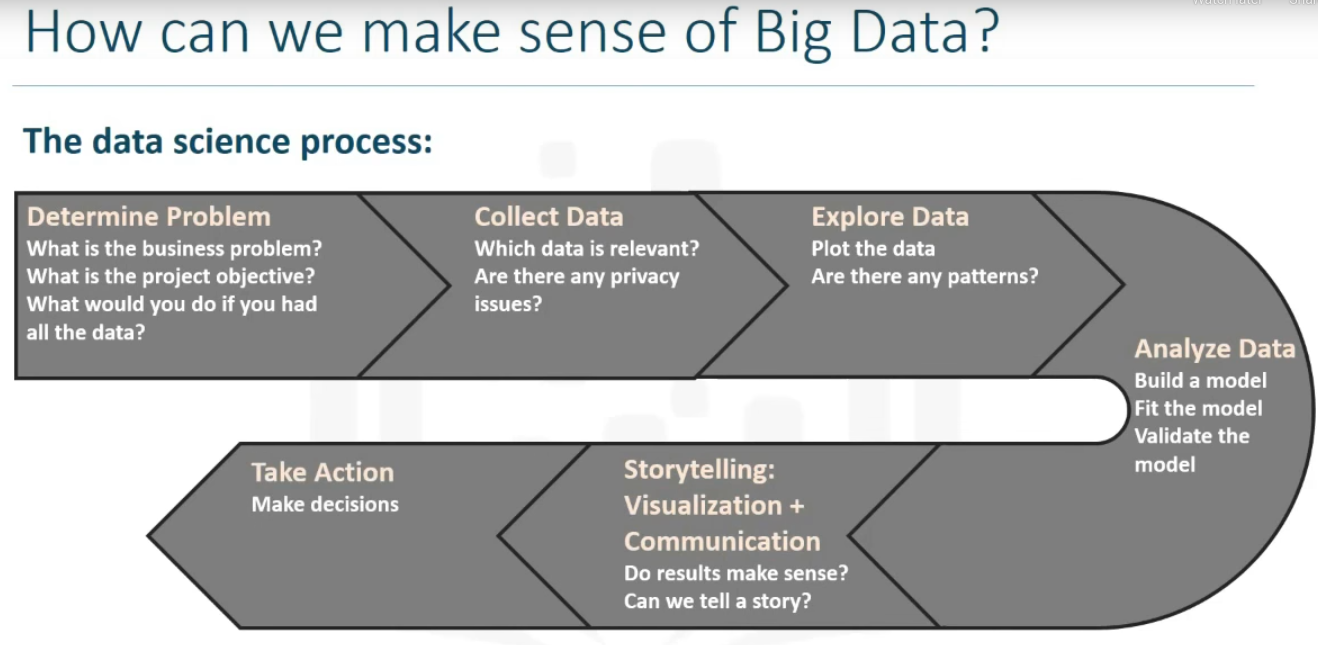 How can we make sense of Big Data?
The data science process:
Determine Problem
What is the business problem?
What is the project objective?
What would you do if you had
all the data?
Collect Data
Which data is relevant?
Are there any privacy
issues?
Explore Data
Plot the data
Are there any patterns?
Analyze Data
Build a model
Fit the model
Validate the
model
Storytelling:
Visualization +
Communication
Do results make sense?
Can we tell a story?
Take Action
Make decisions